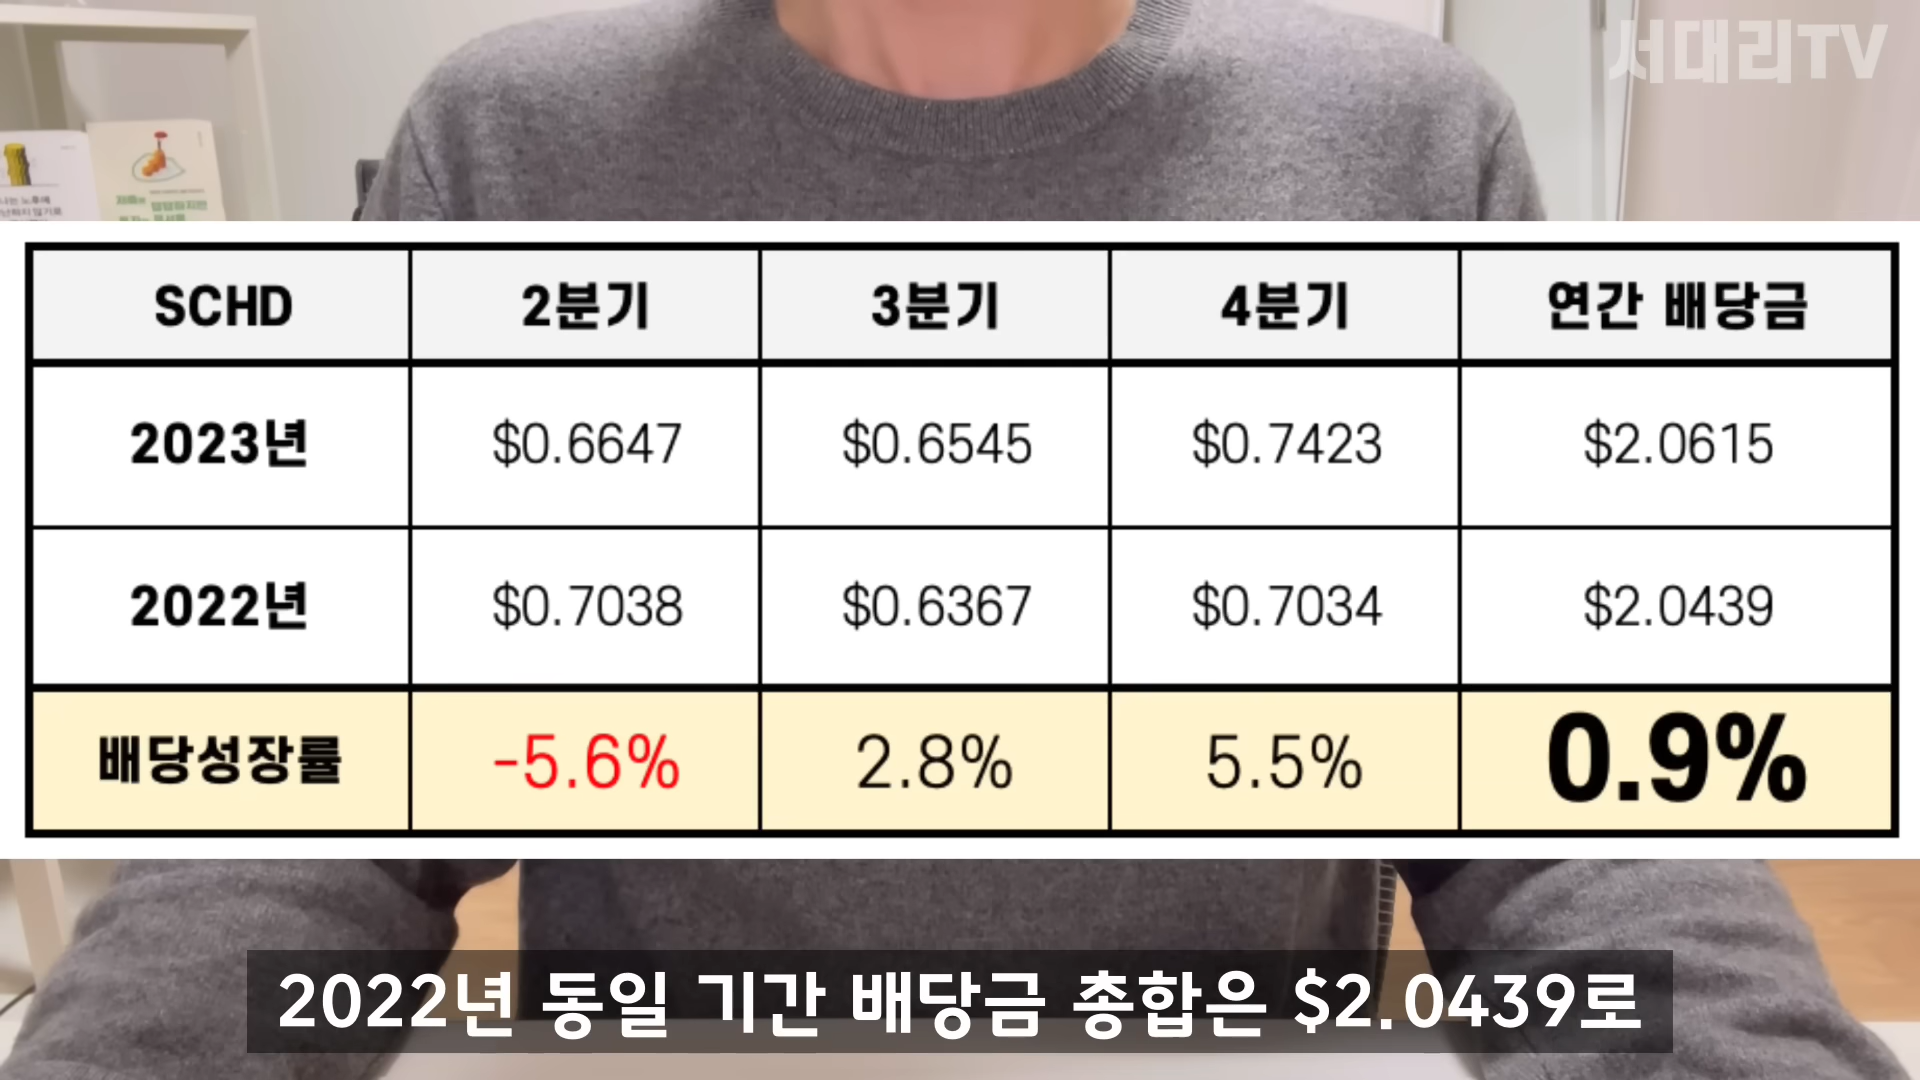 서대리TV
SCHD 2분기 3분기 4분기 연간 배당금
2023년 $0.6647 $0.6545 $0.7423 $2.0615
2022년 $0.7038 $0.6367 $0.7034 $2.0439
배당성장률 -5.6% 2.8% 5.5% 0.9%
2022년 동일 기간 배당금 총합은 $2.0439로